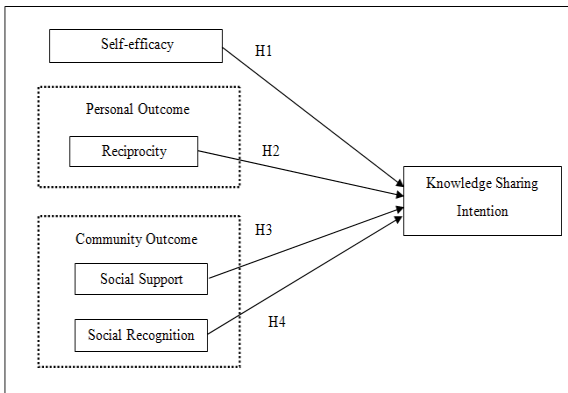 Self-efficacy
H1
Personal Outcome
Reciprocity
H2
Knowledge Sharing
Intention
Community Outcome
H3
Social Support
Social Recognition
H4